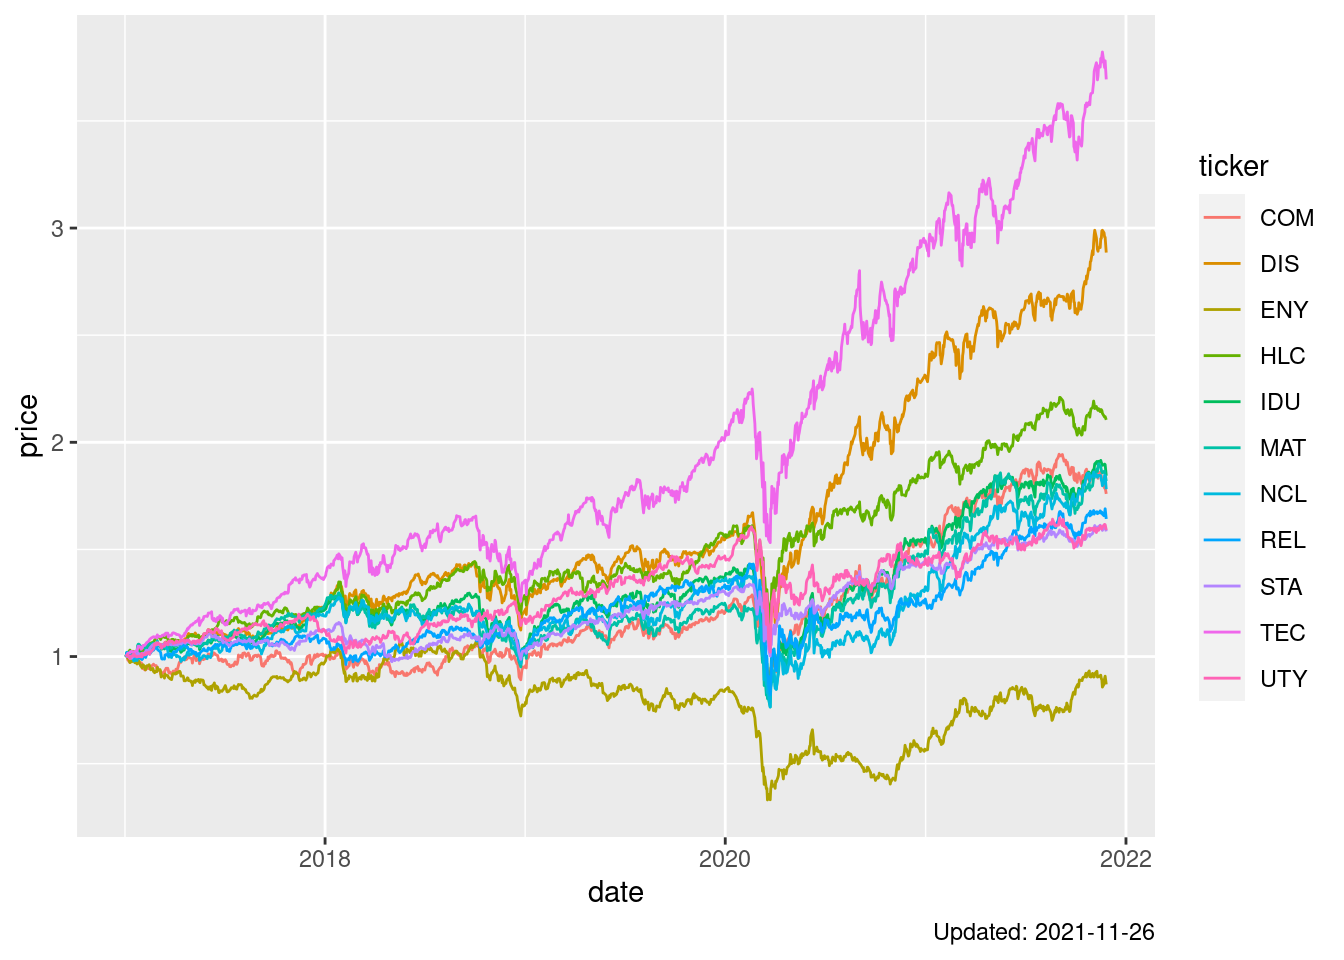 price
3
2
1
2018
2020
2022
date
ticker
COM
DIS
ENY
HLC
IDU
MAT
NCL
REL
STA
TEC
UTY
Updated: 2021-11-26